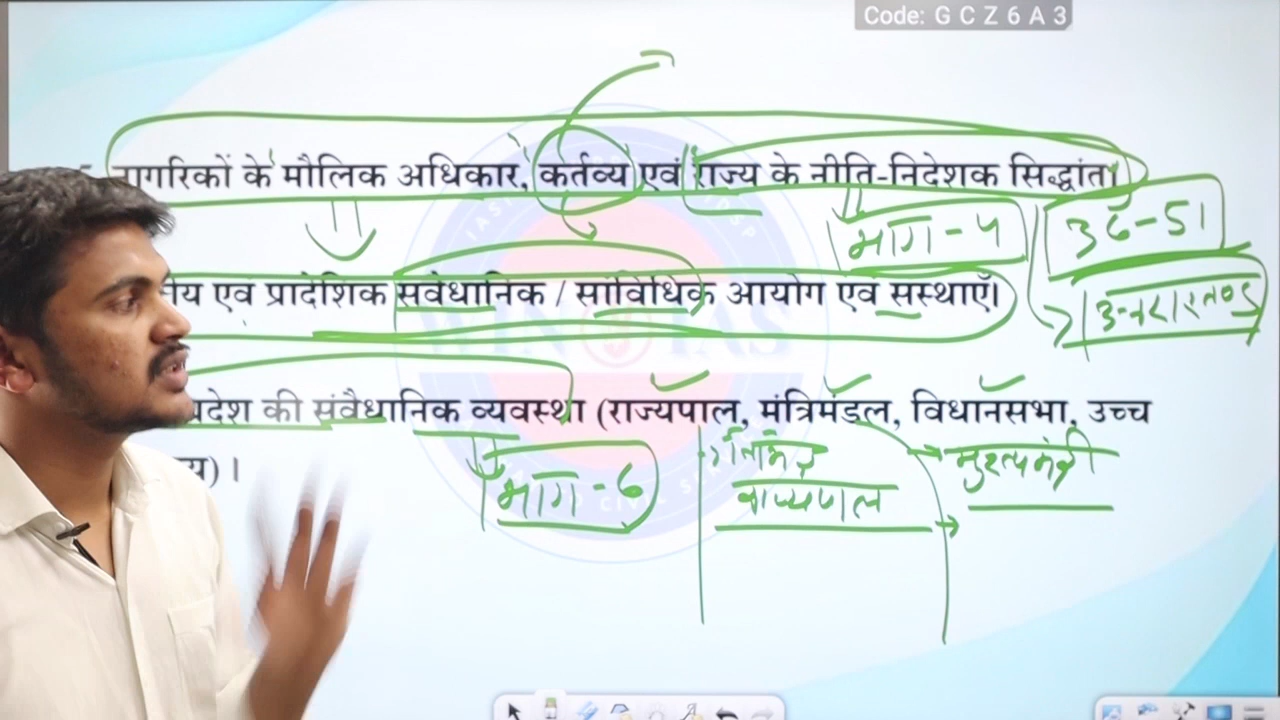 Code: G C Z 6 A 3
नागरिकों के मौलिक अधिकार, कर्तव्य एवं राज्य के नीति-निदेशक सिद्धांत।
भाग - 4
36-51
एवं प्रादेशिक संवैधानिक / सांविधिक आयोग एवं संस्थाएँ।
उत्तराखण्ड
की संवैधानिक व्यवस्था (राज्यपाल, मंत्रिमंडल, विधानसभा, उच्च
भाग - 6
राज्यपाल
मुख्यमंत्री